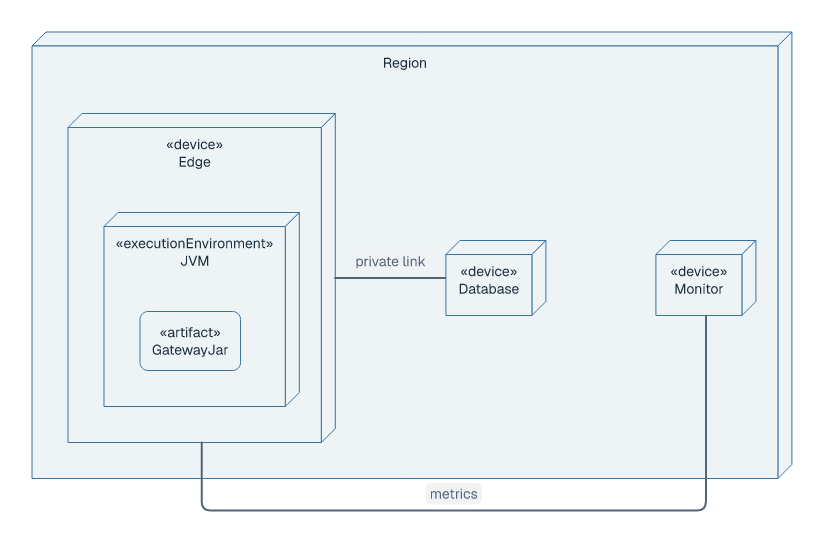 Region
«device»
Edge
«executionEnvironment»
JVM
«artifact»
GatewayJar
private link
«device»
Database
«device»
Monitor
metrics